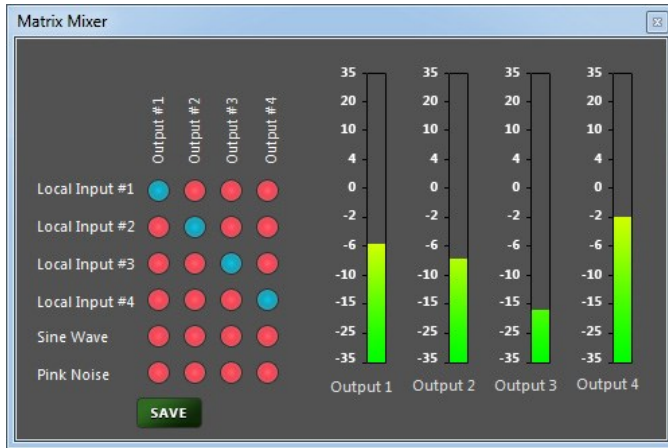 Matrix Mixer
Output #1
Output #2
Output #3
Output #4
Local Input #1
Local Input #2
Local Input #3
Local Input #4
Sine Wave
Pink Noise
SAVE
35
20
10
4
0
-2
-6
-10
-15
-25
-35
Output 1
35
20
10
4
0
-2
-6
-10
-15
-25
-35
Output 2
35
20
10
4
0
-2
-6
-10
-15
-25
-35
Output 3
35
20
10
4
0
-2
-6
-10
-15
-25
-35
Output 4